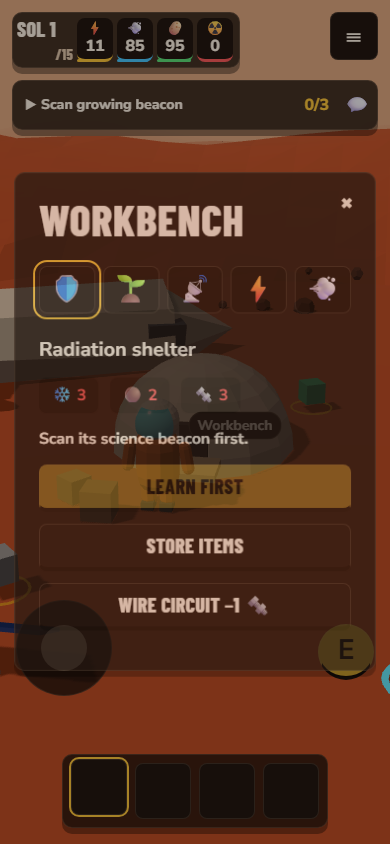 SOL 1
/15
11
85
95
0
▶ Scan growing beacon 0/3
WORKBENCH
Radiation shelter
3
2
3
Workbench
Scan its science beacon first.
LEARN FIRST
STORE ITEMS
WIRE CIRCUIT −1
E